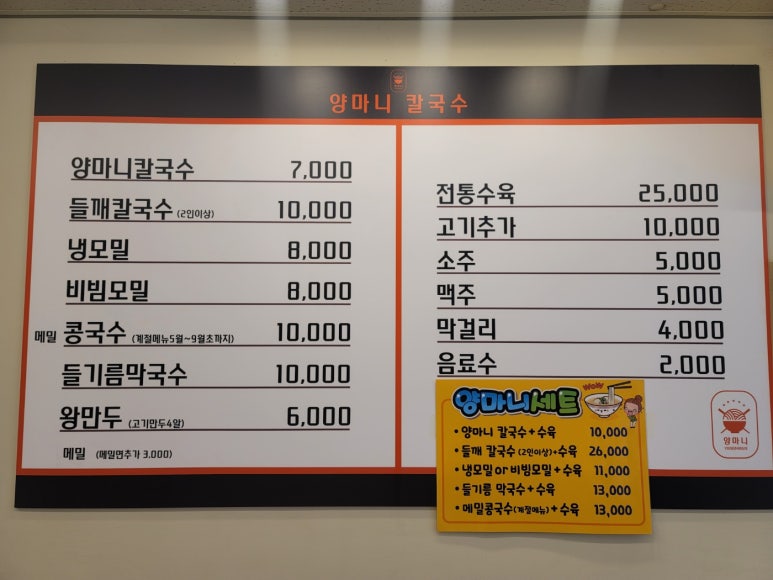 양마니 칼국수
양마니칼국수 7,000
들깨칼국수 (2인이상) 10,000
냉모밀 8,000
비빔모밀 8,000
메밀 콩국수 (계절메뉴5월~9월초까지) 10,000
들기름막국수 10,000
왕만두 (고기만두4알) 6,000
메밀 (메밀면추가 3,000)
전통수육 25,000
고기추가 10,000
소주 5,000
맥주 5,000
막걸리 4,000
음료수 2,000
양마니세트 WOW
• 양마니 칼국수+수육 10,000
• 들깨 칼국수 (2인이상)+수육 26,000
• 냉모밀 or 비빔모밀 + 수육 11,000
• 들기름 막국수+수육 13,000
• 메밀콩국수(계절메뉴) + 수육 13,000
양마니